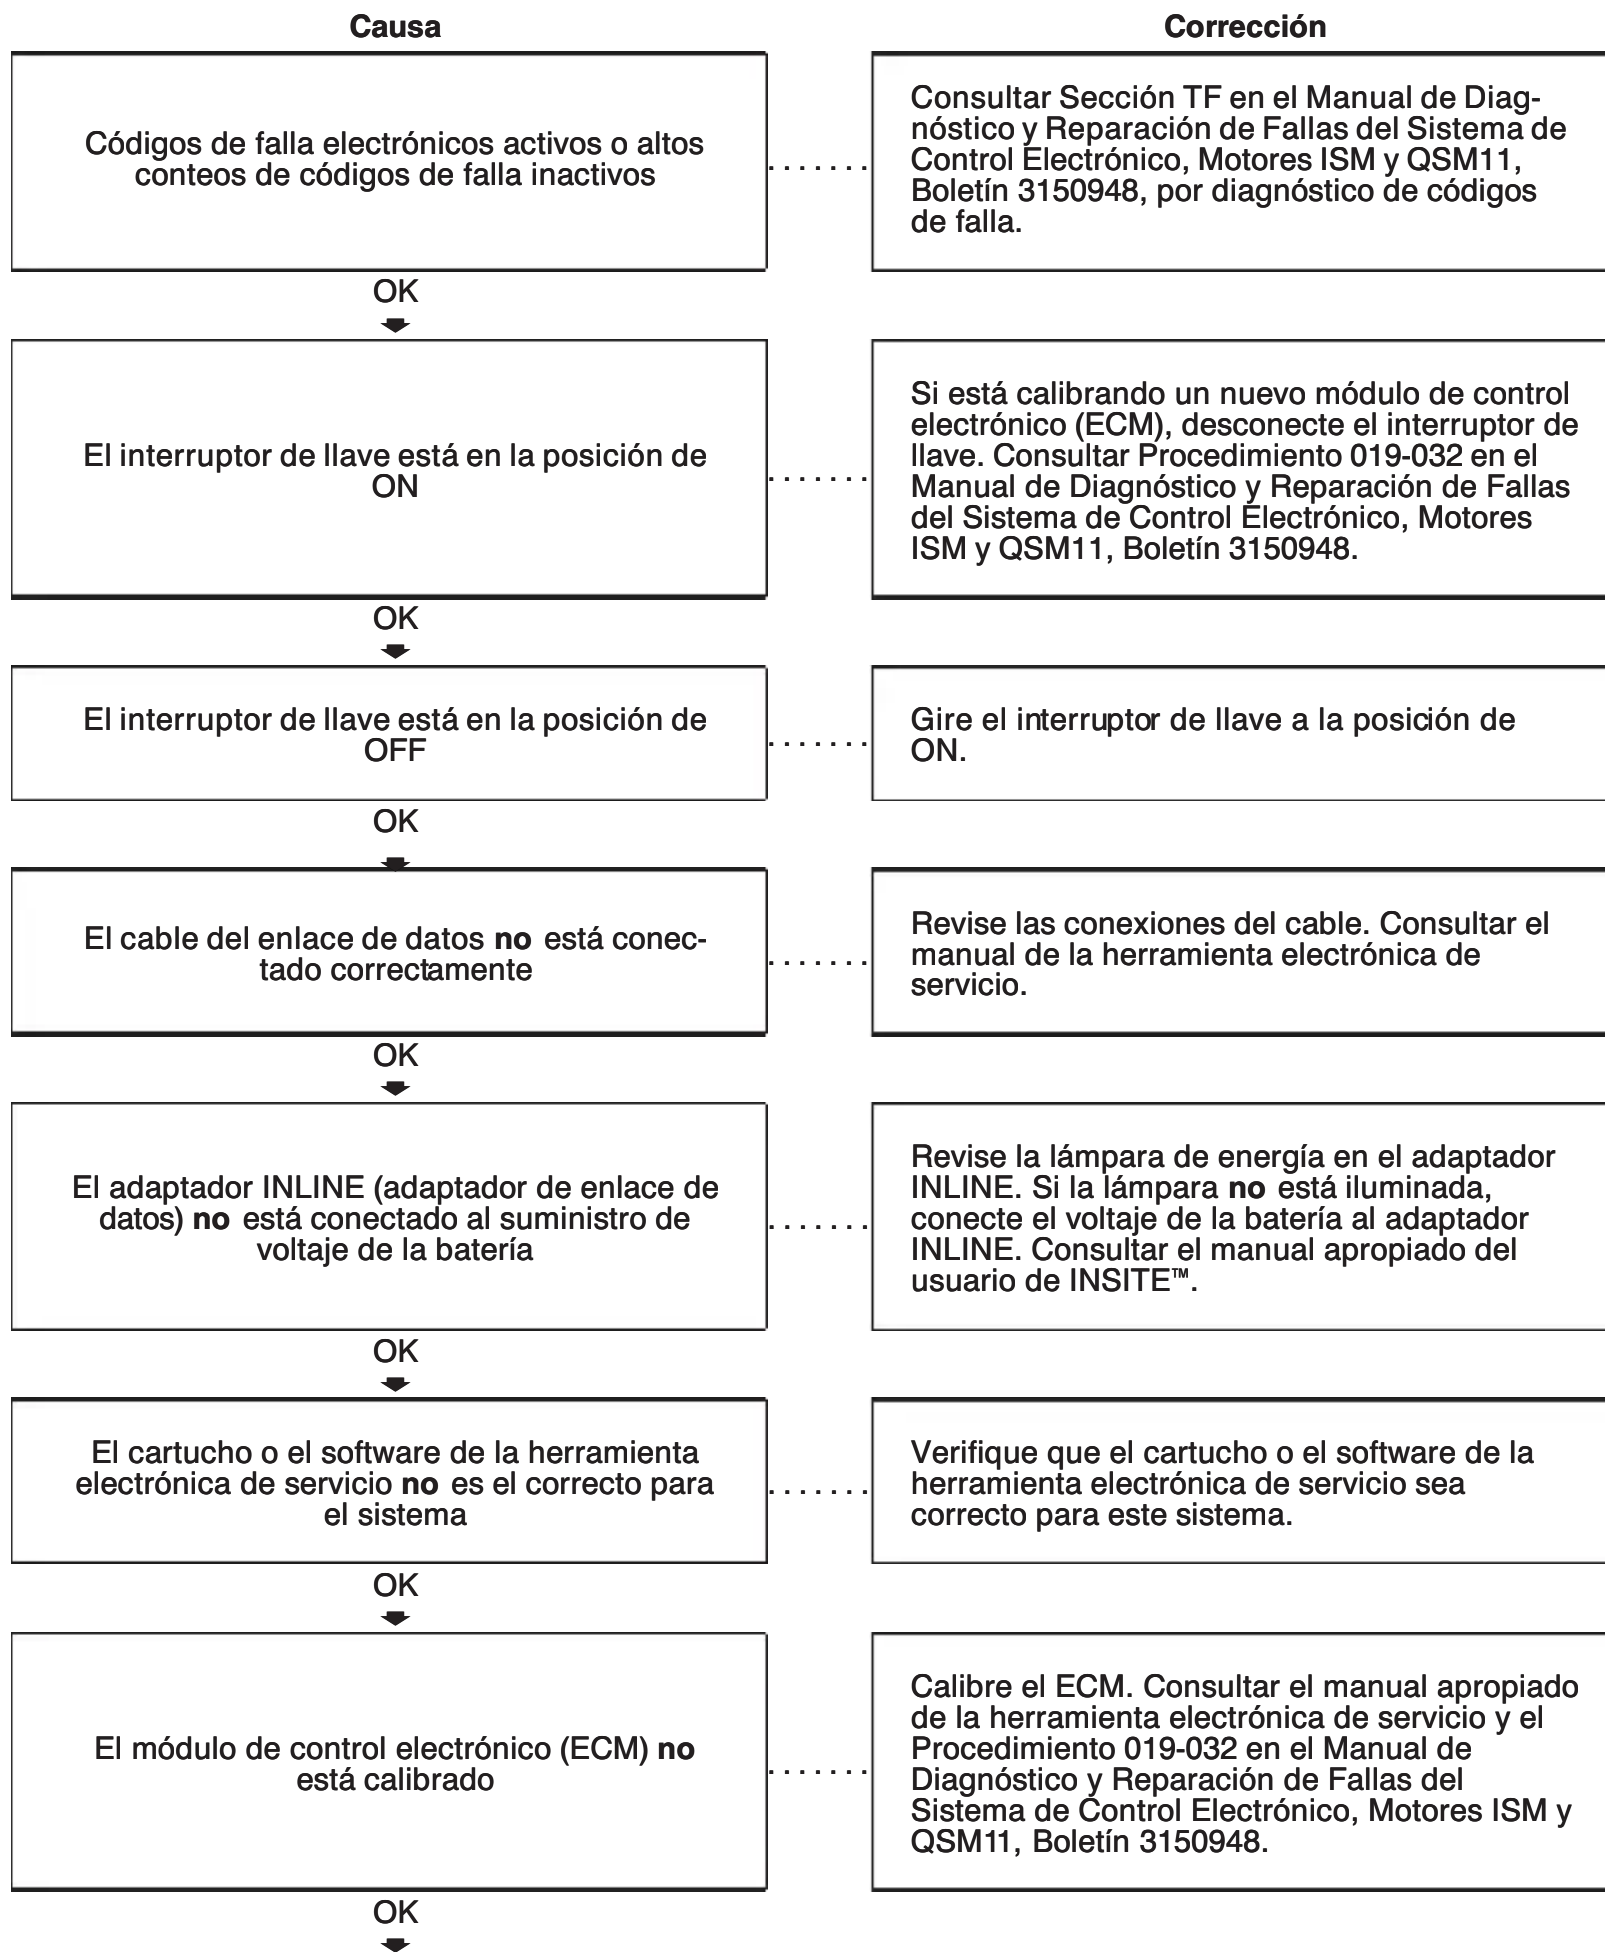 Causa
Corrección
Códigos de falla electrónicos activos o altos
conteos de códigos de falla inactivos
Consultar Sección TF en el Manual de Diag-
nóstico y Reparación de Fallas del Sistema de
Control Electrónico, Motores ISM y QSM11,
Boletín 3150948, por diagnóstico de códigos
de falla.
OK
El interruptor de llave está en la posición de
ON
Si está calibrando un nuevo módulo de control
electrónico (ECM), desconecte el interruptor de
llave. Consultar Procedimiento 019-032 en el
Manual de Diagnóstico y Reparación de Fallas
del Sistema de Control Electrónico, Motores
ISM y QSM11, Boletín 3150948.
OK
El interruptor de llave está en la posición de
OFF
Gire el interruptor de llave a la posición de
ON.
OK
El cable del enlace de datos no está conec-
tado correctamente
Revise las conexiones del cable. Consultar el
manual de la herramienta electrónica de
servicio.
OK
El adaptador INLINE (adaptador de enlace de
datos) no está conectado al suministro de
voltaje de la batería
Revise la lámpara de energía en el adaptador
INLINE. Si la lámpara no está iluminada,
conecte el voltaje de la batería al adaptador
INLINE. Consultar el manual apropiado del
usuario de INSITE™.
OK
El cartucho o el software de la herramienta
electrónica de servicio no es el correcto para
el sistema
Verifique que el cartucho o el software de la
herramienta electrónica de servicio sea
correcto para este sistema.
OK
El módulo de control electrónico (ECM) no
está calibrado
Calibre el ECM. Consultar el manual apropiado
de la herramienta electrónica de servicio y el
Procedimiento 019-032 en el Manual de
Diagnóstico y Reparación de Fallas del
Sistema de Control Electrónico, Motores ISM y
QSM11, Boletín 3150948.
OK